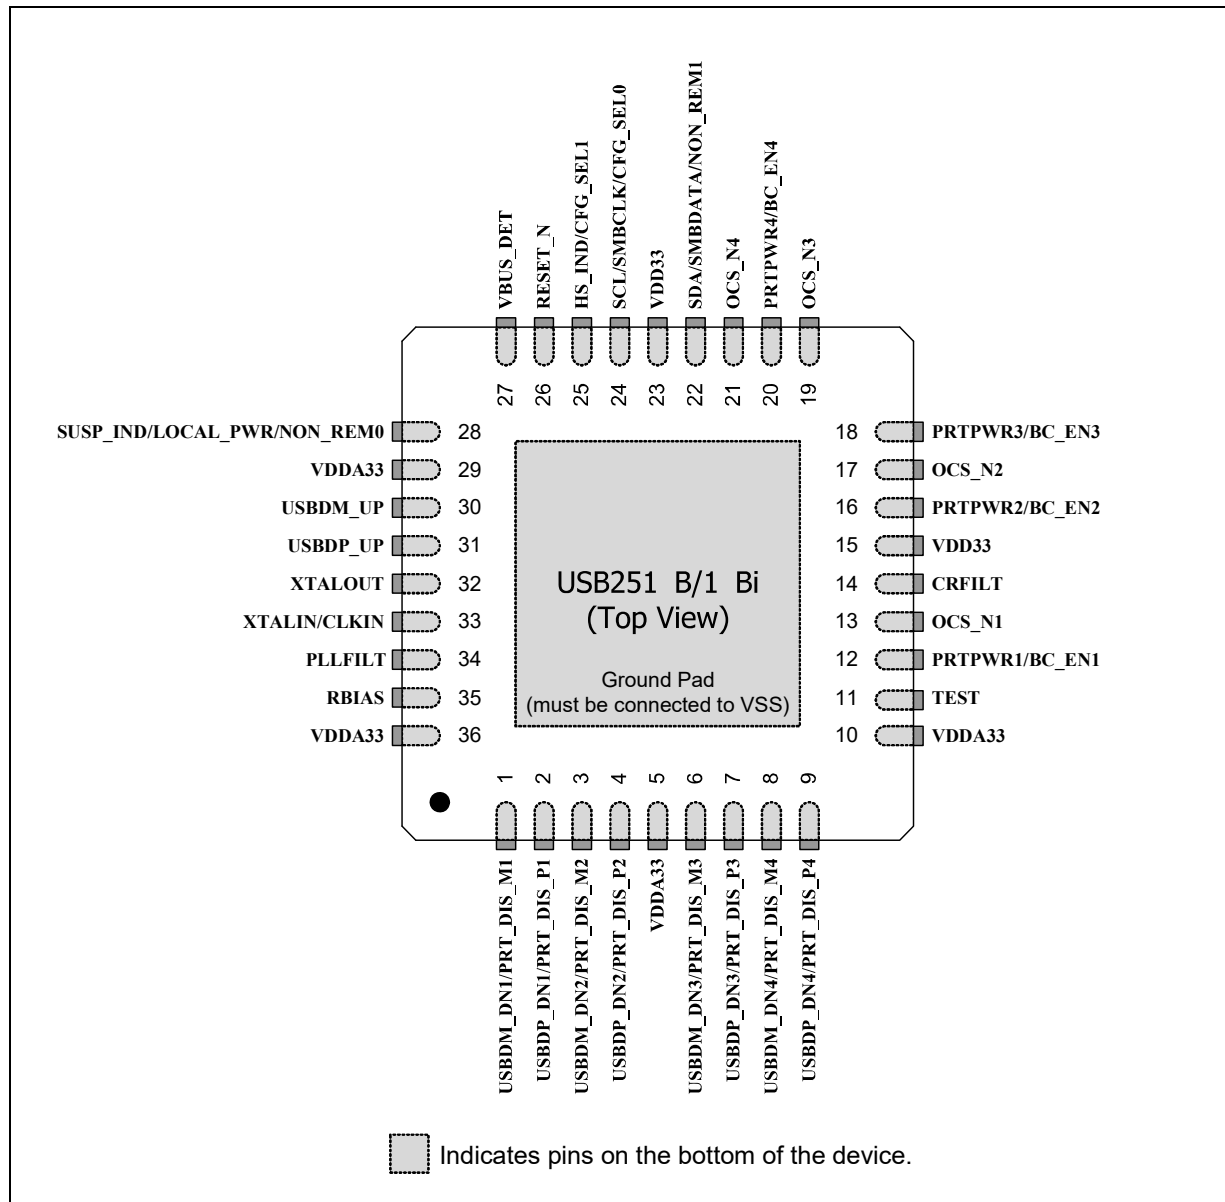 VBUS_DET
RESET_N
HS_IND/CFG_SEL1
SCL/SMBCLK/CFG_SEL0
VDD33
SDA/SMBDATA/NON_REM1
OCS_N4
PRTPWR4/BC_EN4
OCS_N3
27
26
25
24
23
22
21
20
19
SUSP_IND/LOCAL_PWR/NON_REM0 28
VDDA33 29
USBDM_UP 30
USBDP_UP 31
XTALOUT 32
XTALIN/CLKIN 33
PLLFILT 34
RBIAS 35
VDDA33 36
USB251 B/1 Bi
(Top View)
Ground Pad
(must be connected to VSS)
18 PRTPWR3/BC_EN3
17 OCS_N2
16 PRTPWR2/BC_EN2
15 VDD33
14 CRFILT
13 OCS_N1
12 PRTPWR1/BC_EN1
11 TEST
10 VDDA33
1
2
3
4
5
6
7
8
9
USBDM_DN1/PRT_DIS_M1
USBDP_DN1/PRT_DIS_P1
USBDM_DN2/PRT_DIS_M2
USBDP_DN2/PRT_DIS_P2
VDDA33
USBDM_DN3/PRT_DIS_M3
USBDP_DN3/PRT_DIS_P3
USBDM_DN4/PRT_DIS_M4
USBDP_DN4/PRT_DIS_P4
Indicates pins on the bottom of the device.